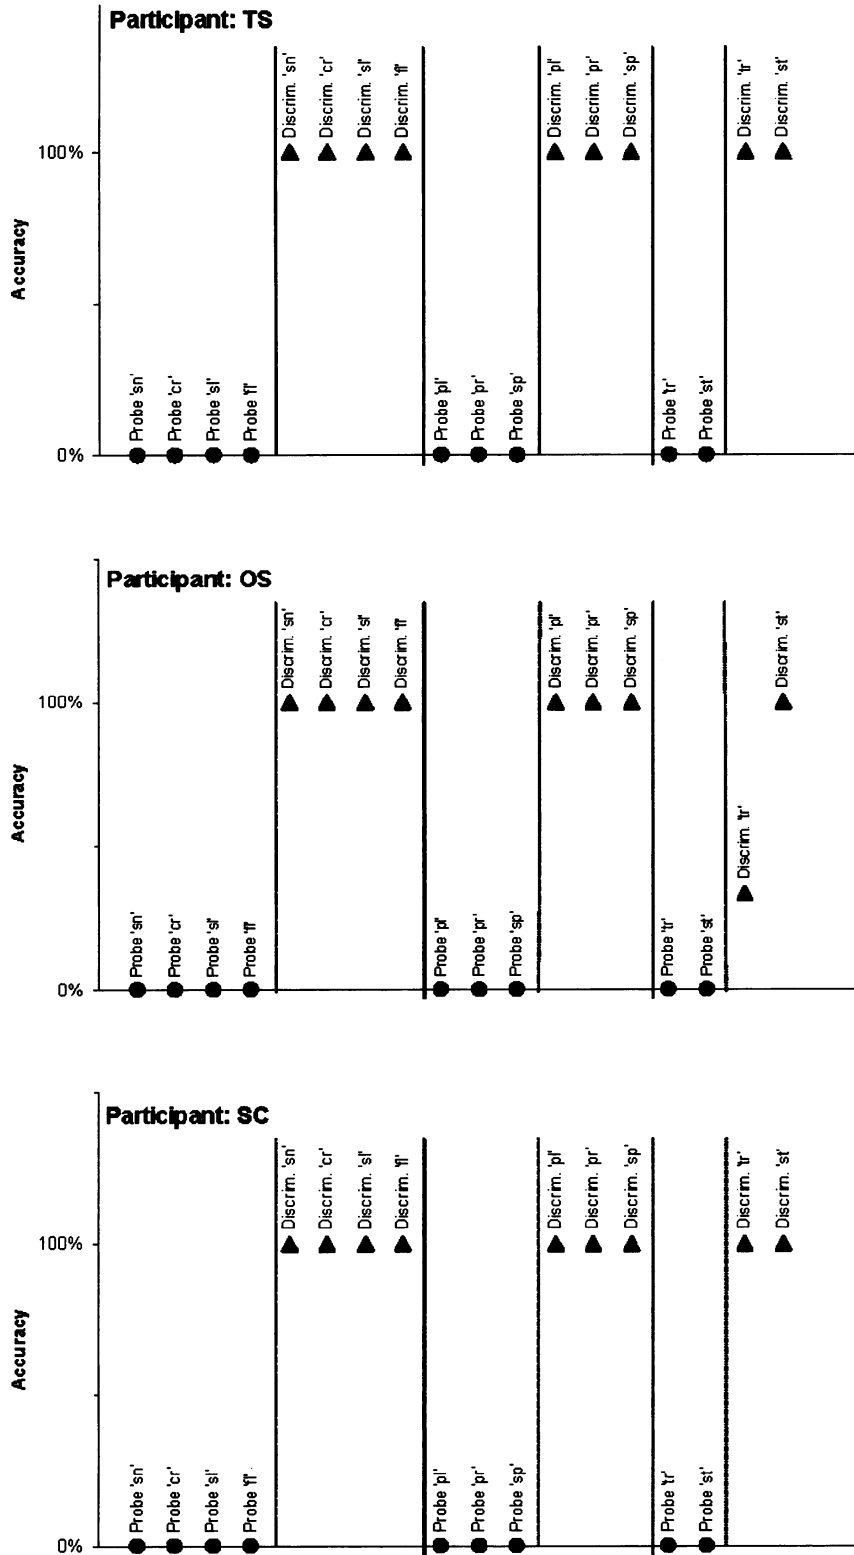 Participant: TS
Accuracy
100%
0%
Probe 'sn'
Probe 'cr'
Probe 'sl'
Probe 'fl'
Discrim. 'sn'
Discrim. 'cr'
Discrim. 'sl'
Discrim. 'fl'
Probe 'pl'
Probe 'pr'
Probe 'sp'
Discrim. 'pl'
Discrim. 'pr'
Discrim. 'sp'
Probe 'tr'
Probe 'st'
Discrim. 'tr'
Discrim. 'st'
Participant: OS
Accuracy
100%
0%
Probe 'sn'
Probe 'cr'
Probe 'sl'
Probe 'fl'
Discrim. 'sn'
Discrim. 'cr'
Discrim. 'sl'
Discrim. 'fl'
Probe 'pl'
Probe 'pr'
Probe 'sp'
Discrim. 'pl'
Discrim. 'pr'
Discrim. 'sp'
Probe 'tr'
Probe 'st'
Discrim. 'tr'
Discrim. 'st'
Participant: SC
Accuracy
100%
0%
Probe 'sn'
Probe 'cr'
Probe 'sl'
Probe 'fl'
Discrim. 'sn'
Discrim. 'cr'
Discrim. 'sl'
Discrim. 'fl'
Probe 'pl'
Probe 'pr'
Probe 'sp'
Discrim. 'pl'
Discrim. 'pr'
Discrim. 'sp'
Probe 'tr'
Probe 'st'
Discrim. 'tr'
Discrim. 'st'